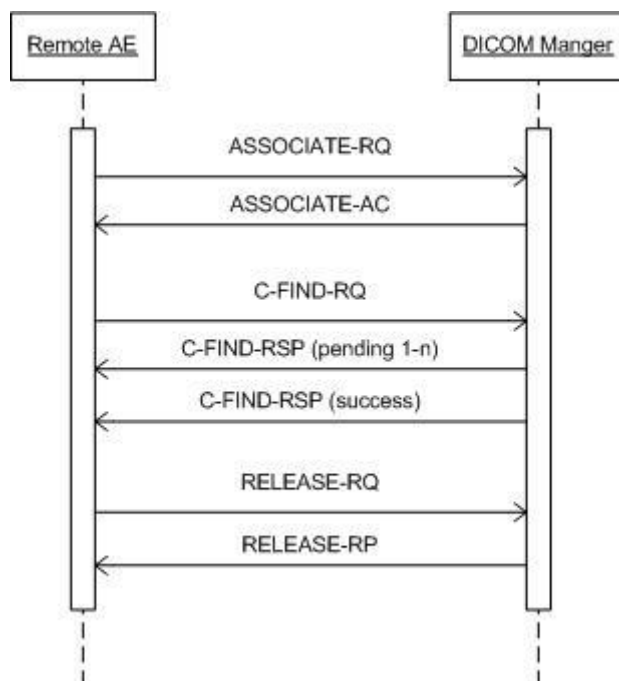 Remote AE
DICOM Manger
ASSOCIATE-RQ
ASSOCIATE-AC
C-FIND-RQ
C-FIND-RSP (pending 1-n)
C-FIND-RSP (success)
RELEASE-RQ
RELEASE-RP